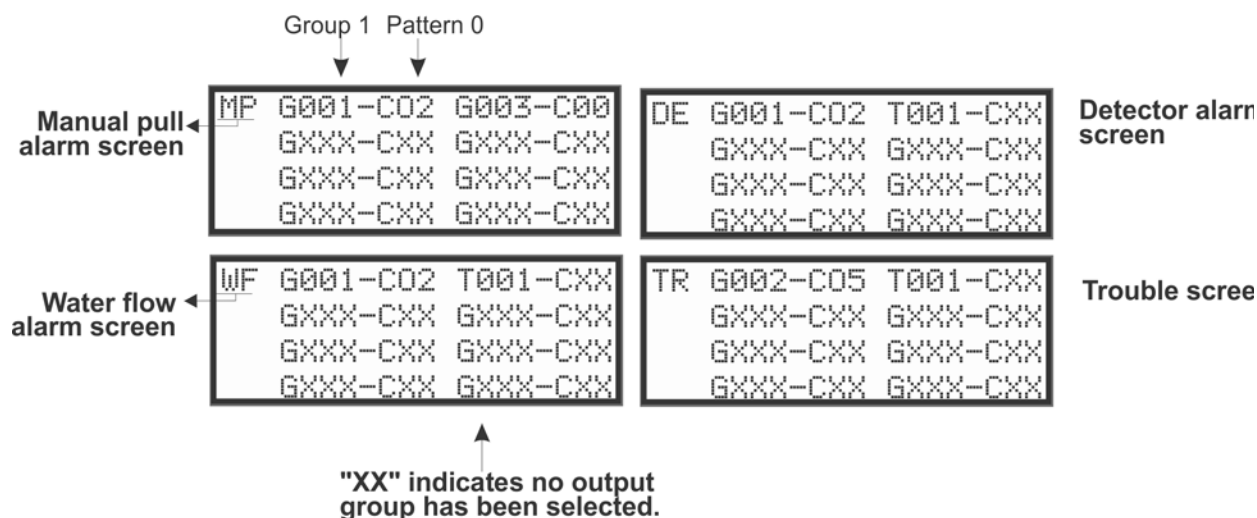 Group 1 Pattern 0
Manual pull
alarm screen
MP G001-CO2 G003-C00
GXXX-CXX GXXX-CXX
GXXX-CXX GXXX-CXX
GXXX-CXX GXXX-CXX
DE G001-CO2 T001-CXX
GXXX-CXX GXXX-CXX
GXXX-CXX GXXX-CXX
GXXX-CXX GXXX-CXX
Detector alarm
screen
Water flow
alarm screen
WF G001-CO2 T001-CXX
GXXX-CXX GXXX-CXX
GXXX-CXX GXXX-CXX
GXXX-CXX GXXX-CXX
TR G002-CO5 T001-CXX
GXXX-CXX GXXX-CXX
GXXX-CXX GXXX-CXX
GXXX-CXX GXXX-CXX
Trouble scree
"XX" indicates no output
group has been selected.